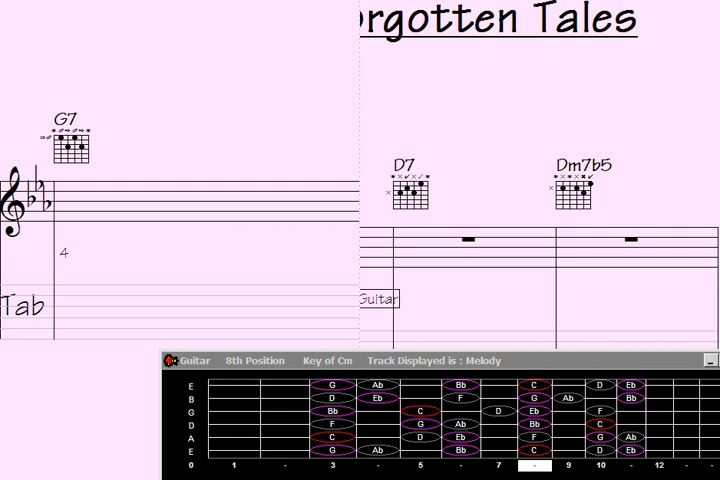 rgotten Tales
G7
D7 Dm7b5
4
Tab
Guitar
Guitar 8th Position Key of Cm Track Displayed is : Melody
E G Ab Bb C D Eb
B D Eb F G Ab Bb
G Bb C D Eb F
D F G Ab Bb C
A C D Eb F G Ab
E G Ab Bb C D Eb
0 1 - 3 - 5 - 7 - 9 10 - 12 - -